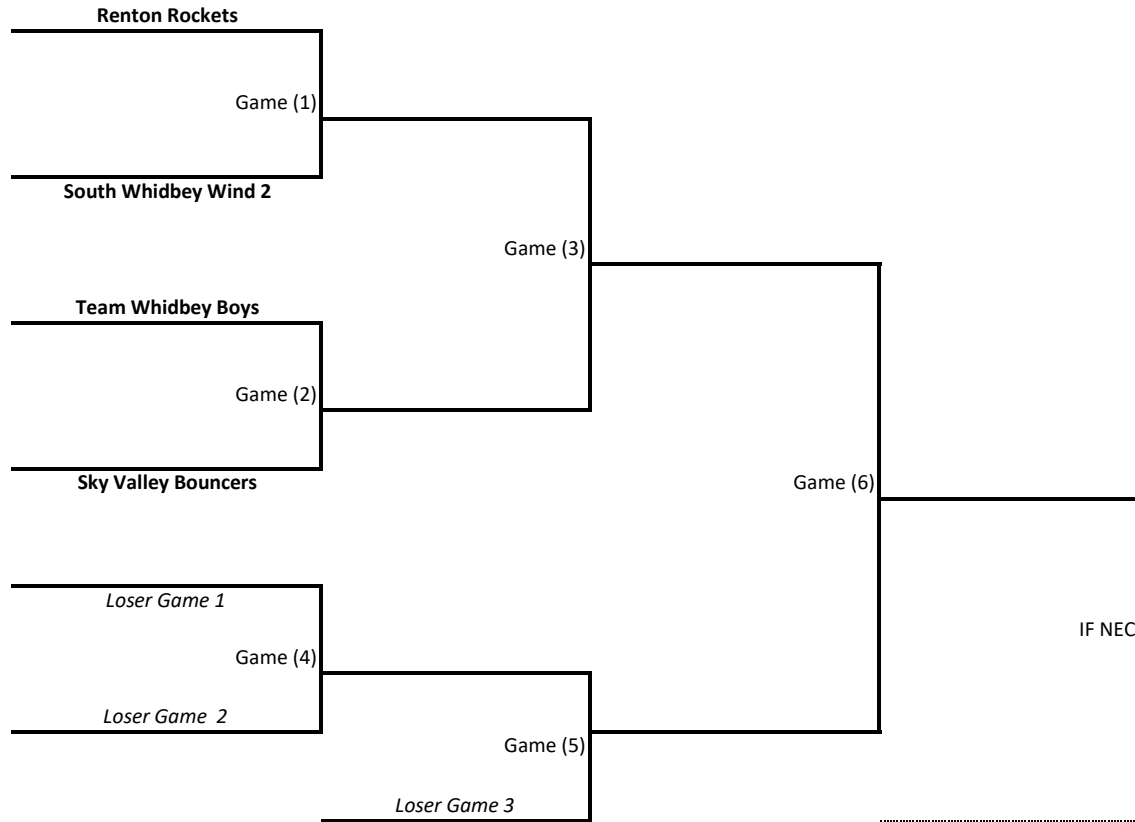 Renton Rockets
Game (1)
South Whidbey Wind 2
Game (3)
Team Whidbey Boys
Game (2)
Sky Valley Bouncers
Game (6)
Loser Game 1
IF NEC
Game (4)
Loser Game  2
Game (5)
Loser Game 3